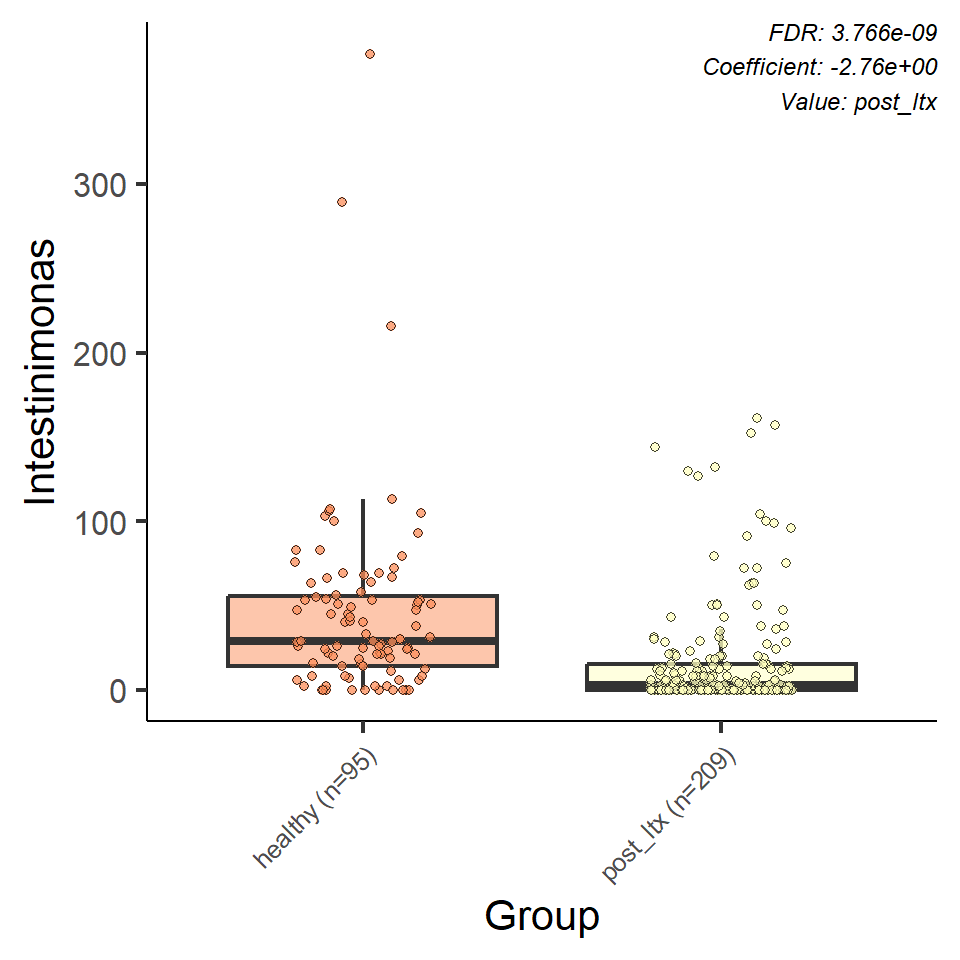 FDR: 3.766e-09
Coefficient: -2.76e+00
Value: post_ltx
Intestinimonas
300
200
100
0
healthy (n=95)
post_ltx (n=209)
Group